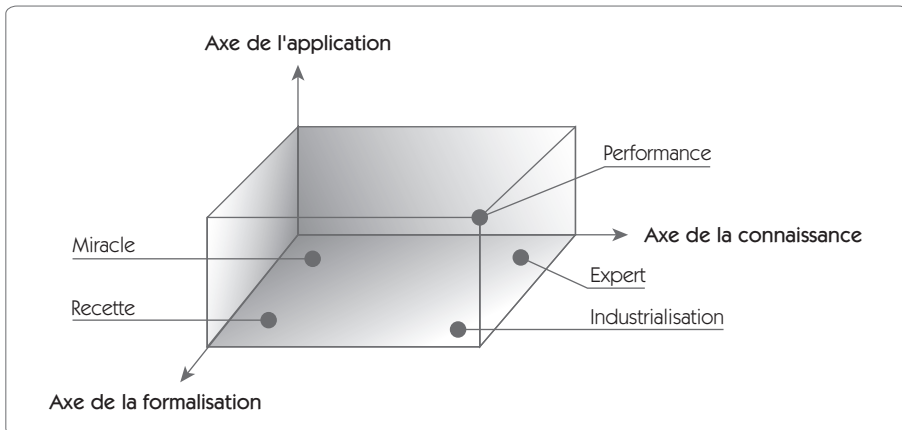 Axe de l'application
Performance
Axe de la connaissance
Miracle
Expert
Recette
Industrialisation
Axe de la formalisation